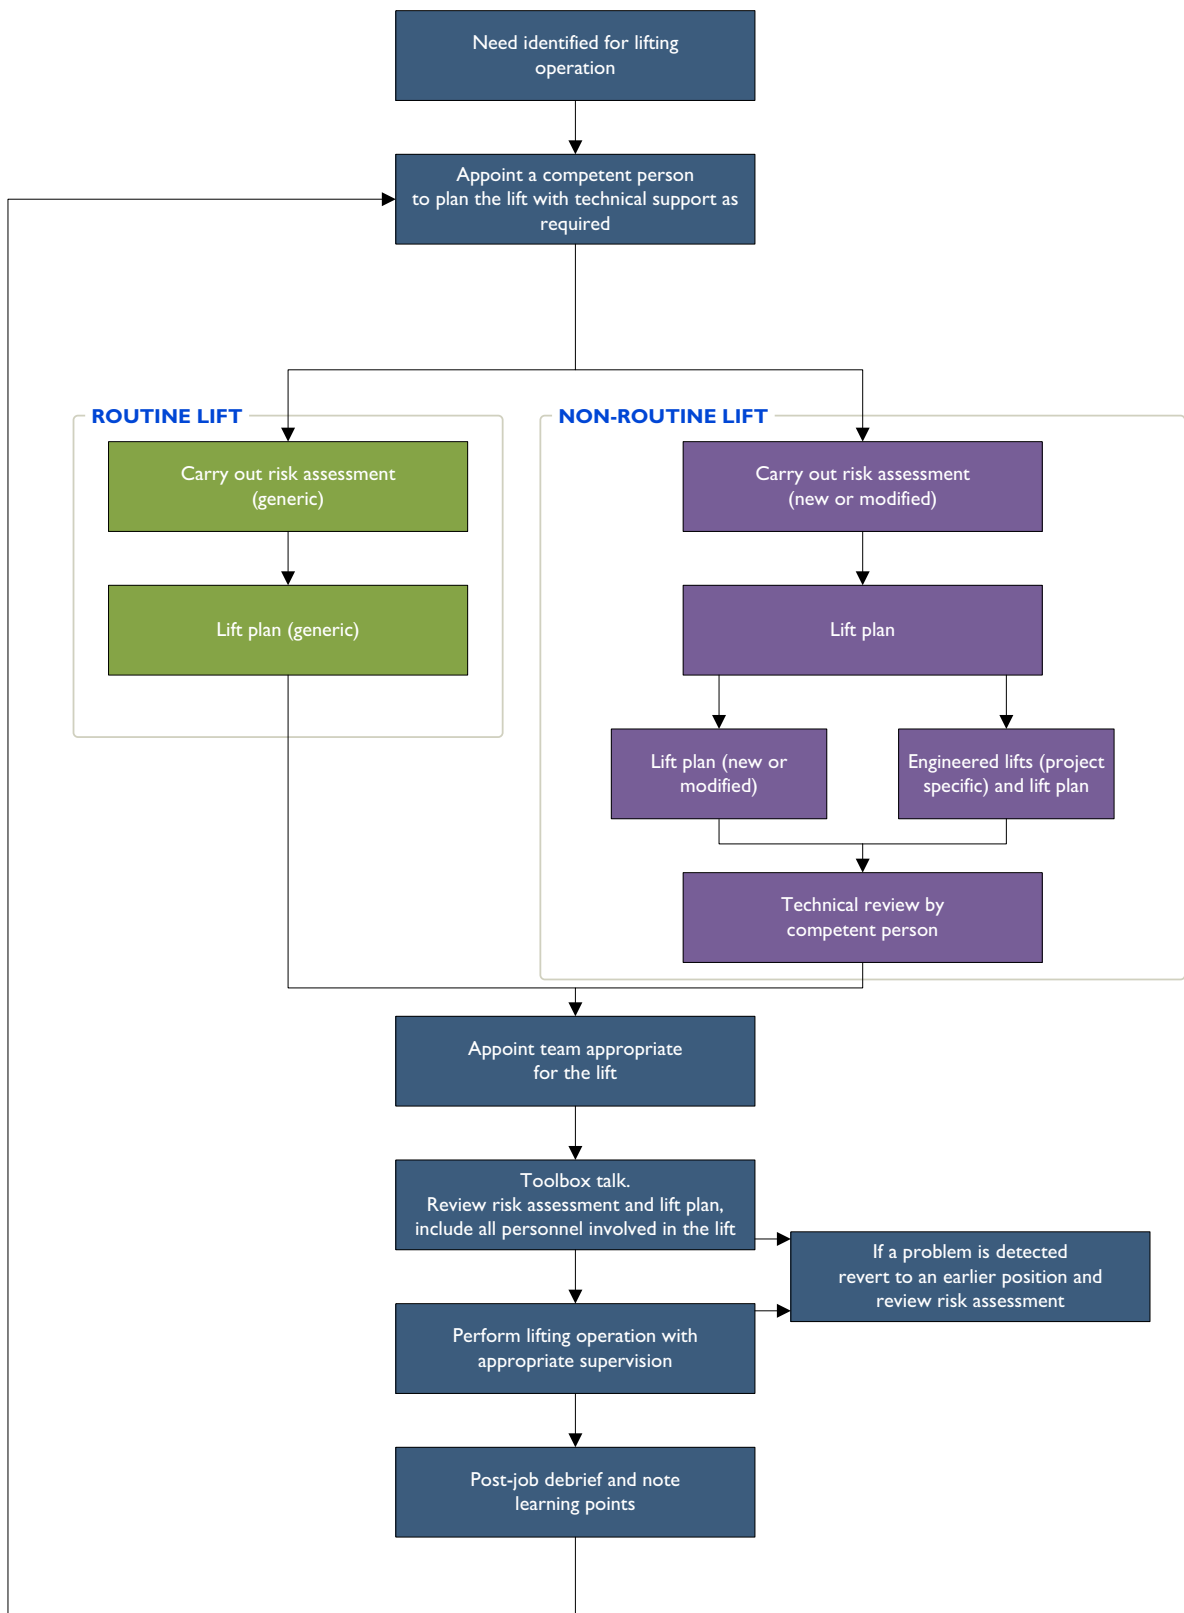 Need identified for lifting
operation
Appoint a competent person
to plan the lift with technical support as
required
ROUTINE LIFT
Carry out risk assessment
(generic)
Lift plan (generic)
NON-ROUTINE LIFT
Carry out risk assessment
(new or modified)
Lift plan
Lift plan (new or
modified)
Engineered lifts (project
specific) and lift plan
Technical review by
competent person
Appoint team appropriate
for the lift
Toolbox talk.
Review risk assessment and lift plan,
include all personnel involved in the lift
If a problem is detected
revert to an earlier position and
review risk assessment
Perform lifting operation with
appropriate supervision
Post-job debrief and note
learning points